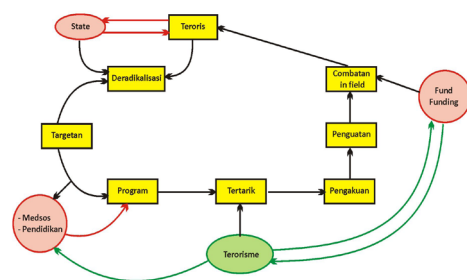 State
Teroris
Deradikalisasi
Combatan
in field
Fund
Funding
Targetan
Penguatan
Program
Tertarik
Pengakuan
- Medsos
- Pendidikan
Terorisme